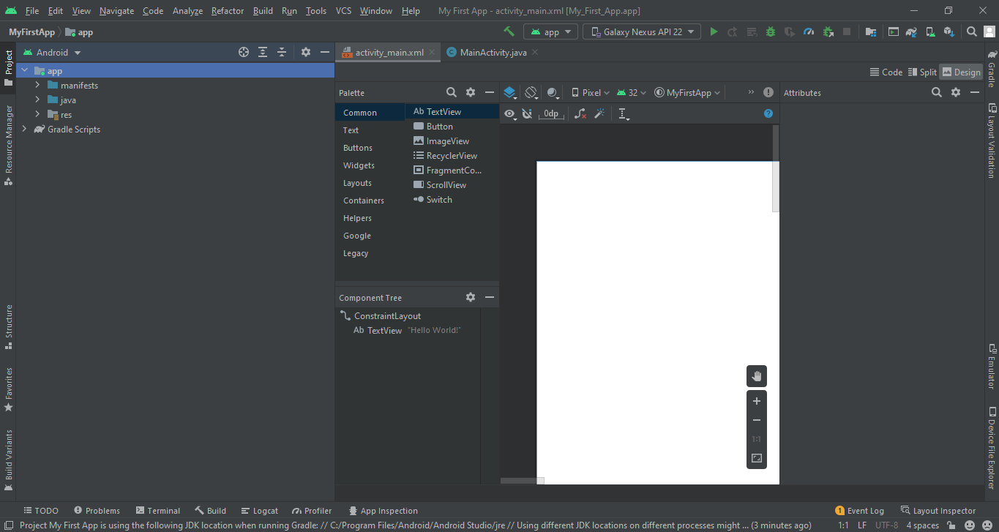 File Edit View Navigate Code Analyze Refactor Build Run Tools VCS Window Help My First App - activity_main.xml [My_First_App.app]
MyFirstApp app app Galaxy Nexus API 22
Project
Resource Manager
Structure
Favorites
Build Variants
Android
app
manifests
java
res
Gradle Scripts
activity_main.xml MainActivity.java
Code Split Design
Palette
Common
Text
Buttons
Widgets
Layouts
Containers
Helpers
Google
Legacy
Ab TextView
Button
ImageView
RecyclerView
FragmentCo...
ScrollView
Switch
Component Tree
ConstraintLayout
Ab TextView "Hello World!"
Pixel 32 MyFirstApp
0dp
1:1
Attributes
Gradle
Layout Validation
Emulator
Device File Explorer
TODO Problems Terminal Build Logcat Profiler App Inspection 1 Event Log Layout Inspector
Project My First App is using the following JDK location when running Gradle: // C:/Program Files/Android/Android Studio/jre // Using different JDK locations on different processes might ... (3 minutes ago) 1:1 LF UTF-8 4 spaces